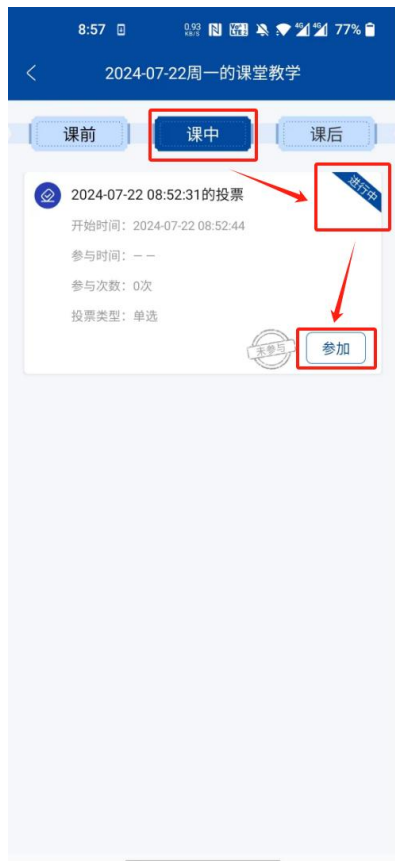 8:57 0.93 KB/S 4G 4G 77%
2024-07-22周一的课堂教学
课前 课中 课后
进行中
2024-07-22 08:52:31的投票
开始时间：2024-07-22 08:52:44
参与时间：— —
参与次数：0次
投票类型：单选
未参与 参加